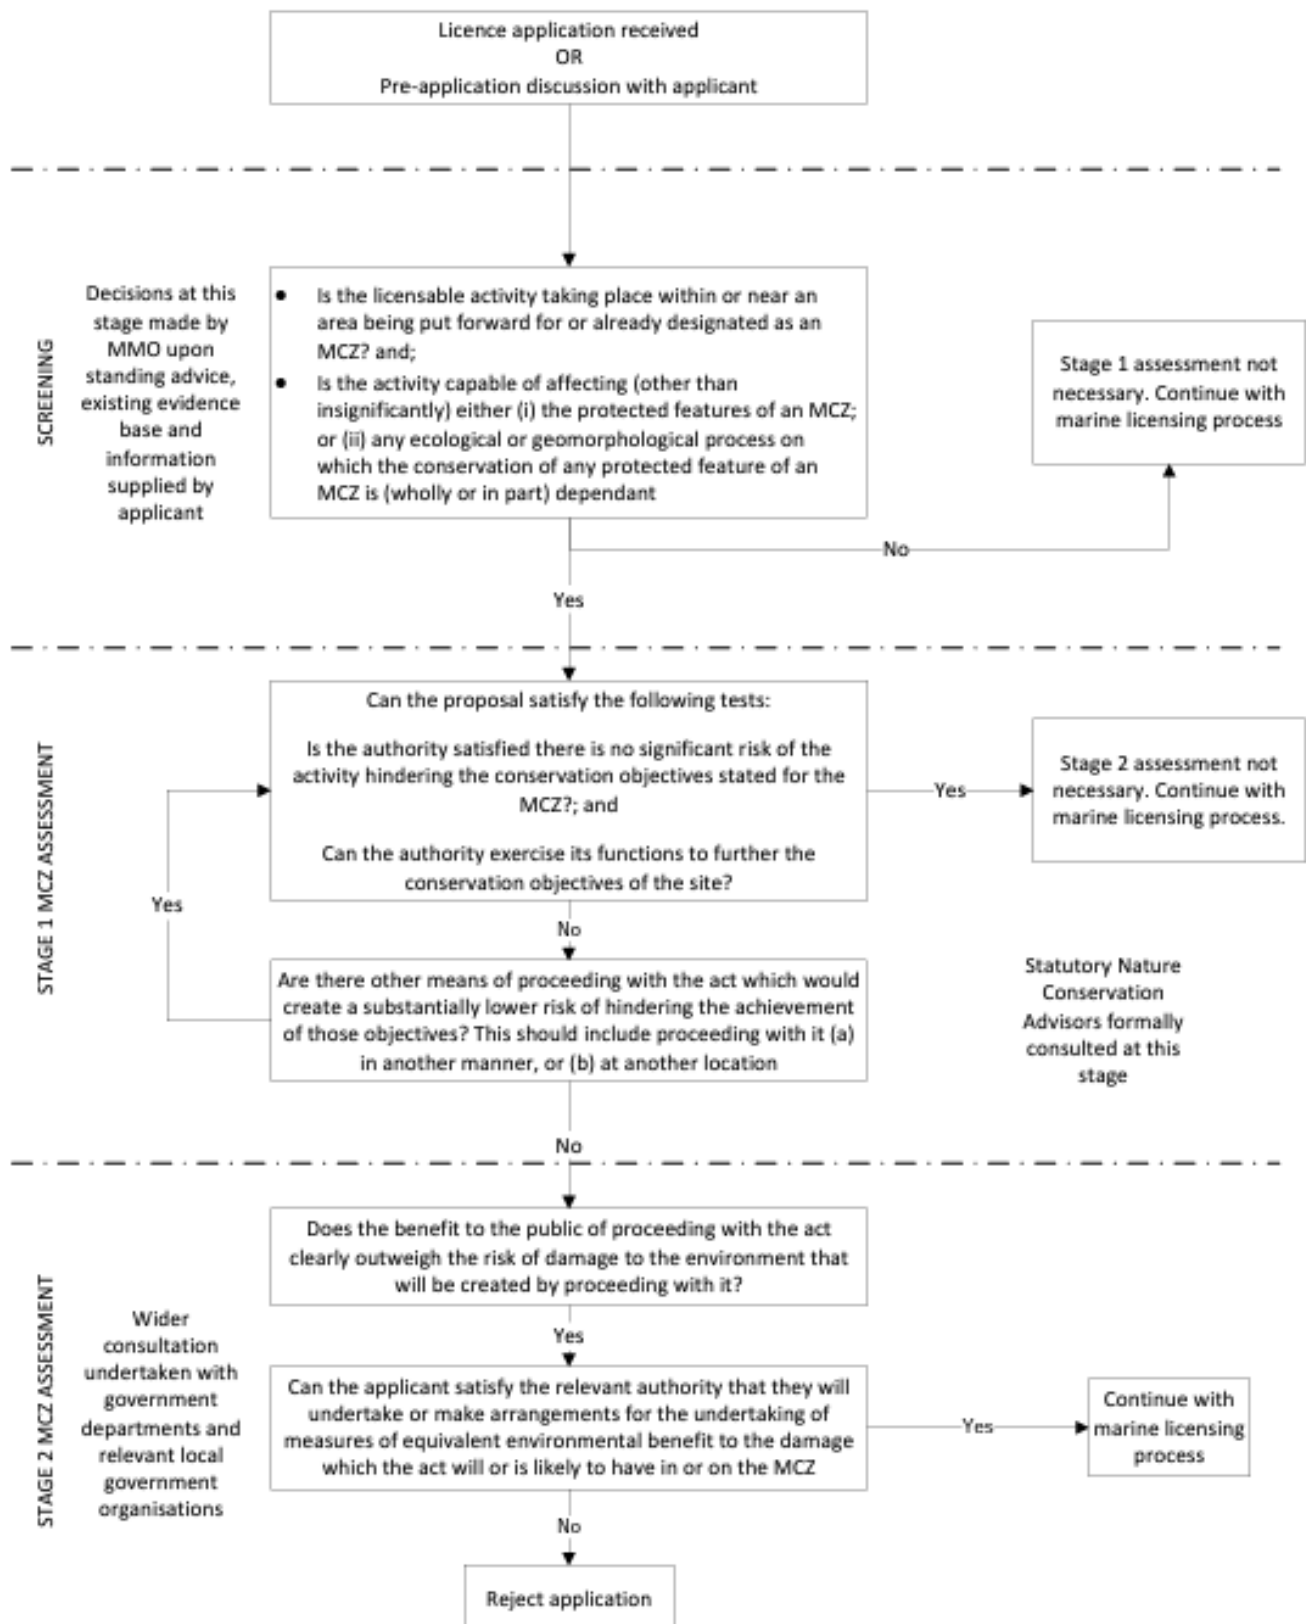 Licence application received
OR
Pre-application discussion with applicant
SCREENING
Decisions at this
stage made by
MMO upon
standing advice,
existing evidence
base and
information
supplied by
applicant
● Is the licensable activity taking place within or near an
area being put forward for or already designated as an
MCZ? and;
● Is the activity capable of affecting (other than
insignificantly) either (i) the protected features of an MCZ;
or (ii) any ecological or geomorphological process on
which the conservation of any protected feature of an
MCZ is (wholly or in part) dependant
Stage 1 assessment not
necessary. Continue with
marine licensing process
No
Yes
STAGE 1 MCZ ASSESSMENT
Can the proposal satisfy the following tests:
Is the authority satisfied there is no significant risk of the
activity hindering the conservation objectives stated for the
MCZ?; and
Can the authority exercise its functions to further the
conservation objectives of the site?
Yes
Stage 2 assessment not
necessary. Continue with
marine licensing process.
Yes
No
Are there other means of proceeding with the act which would
create a substantially lower risk of hindering the achievement
of those objectives? This should include proceeding with it (a)
in another manner, or (b) at another location
Statutory Nature
Conservation
Advisors formally
consulted at this
stage
No
STAGE 2 MCZ ASSESSMENT
Wider
consultation
undertaken with
government
departments and
relevant local
government
organisations
Does the benefit to the public of proceeding with the act
clearly outweigh the risk of damage to the environment that
will be created by proceeding with it?
Yes
Can the applicant satisfy the relevant authority that they will
undertake or make arrangements for the undertaking of
measures of equivalent environmental benefit to the damage
which the act will or is likely to have in or on the MCZ
Yes
Continue with
marine licensing
process
No
Reject application